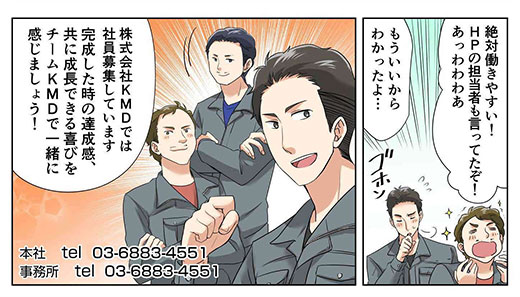 絶対働きやすい！
HPの担当者も言ってたぞ！
あっわわわあ
もういいから
わかったよ…
ゴホン
株式会社KMDでは
社員募集しています
完成した時の達成感、
共に成長できる喜びを
チームKMDで一緒に
感じましょう！
本社 tel 03-6883-4551
事務所 tel 03-6883-4551